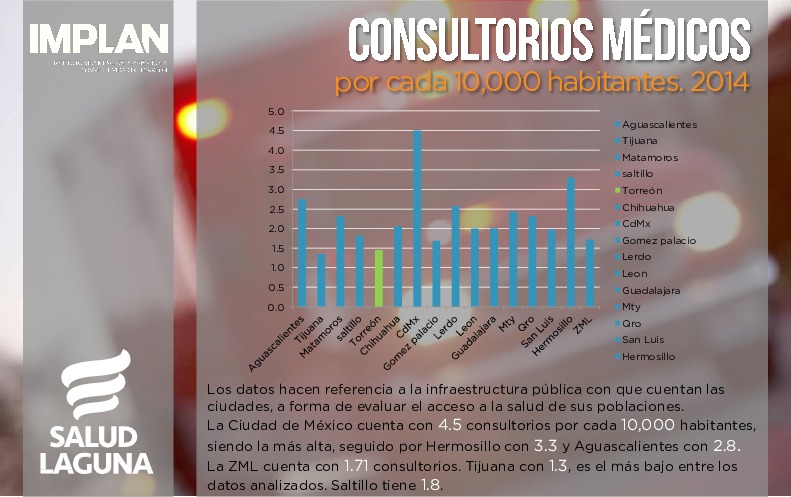 IMPLAN
CONSULTORIOS MÉDICOS
por cada 10,000 habitantes. 2014
5.0
4.5
4.0
3.5
3.0
2.5
2.0
1.5
1.0
0.5
0.0
Aguascalientes
Tijuana
Matamoros
saltillo
Torreón
Chihuahua
CdMx
Gomez palacio
Lerdo
Leon
Guadalajara
Mty
Qro
San Luis
Hermosillo
ZML
Aguascalientes
Tijuana
Matamoros
saltillo
Torreón
Chihuahua
CdMx
Gomez palacio
Lerdo
Leon
Guadalajara
Mty
Qro
San Luis
Hermosillo
Los datos hacen referencia a la infraestructura pública con que cuentan las
ciudades, a forma de evaluar el acceso a la salud de sus poblaciones.
La Ciudad de México cuenta con 4.5 consultorios por cada 10,000 habitantes,
siendo la más alta, seguido por Hermosillo con 3.3 y Aguascalientes con 2.8.
La ZML cuenta con 1.71 consultorios. Tijuana con 1.3, es el más bajo entre los
datos analizados. Saltillo tiene 1.8.
SALUD
LAGUNA